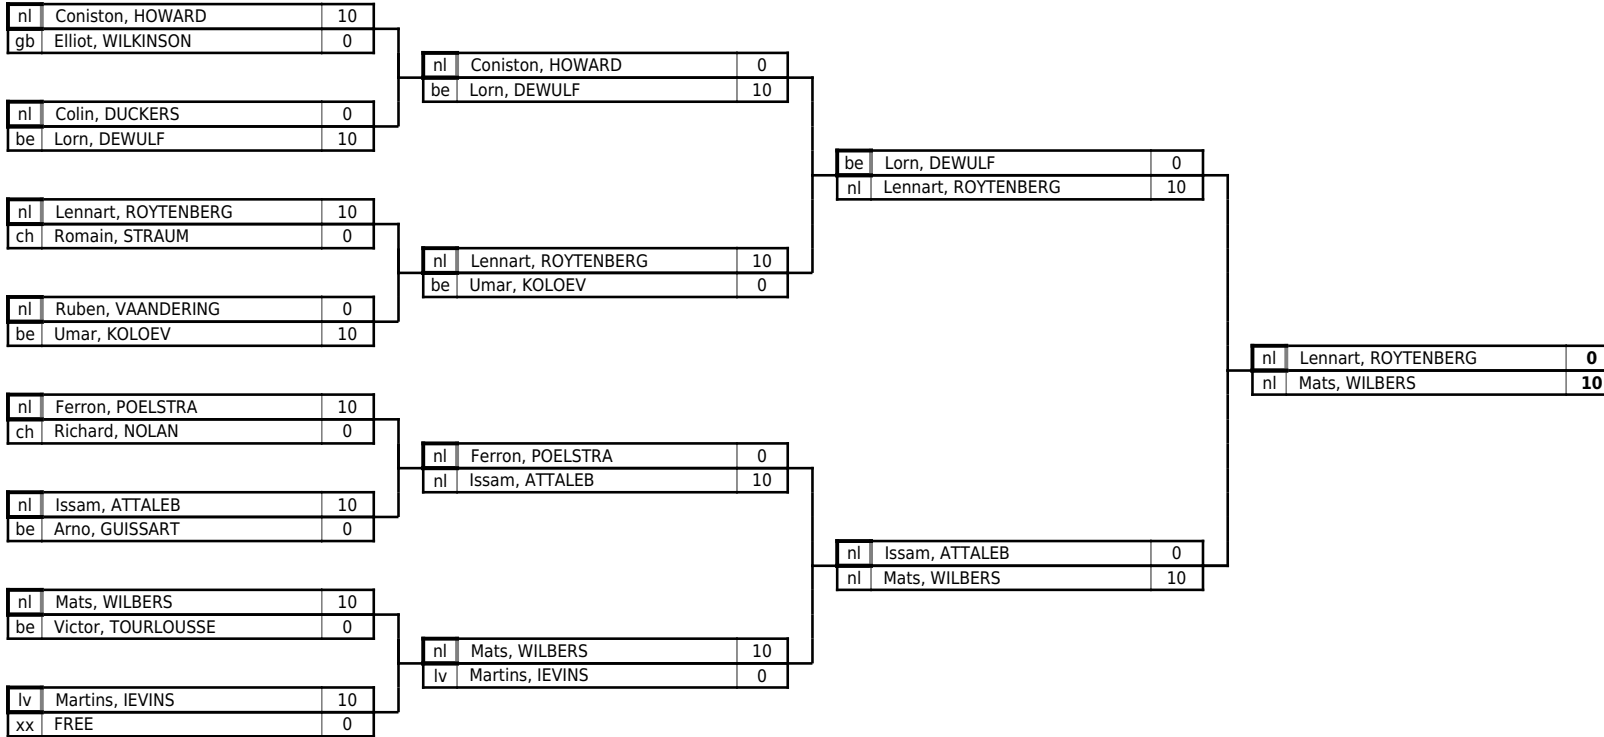 nl Coniston, HOWARD 10
gb Elliot, WILKINSON 0
nl Colin, DUCKERS 0
be Lorn, DEWULF 10
nl Lennart, ROYTENBERG 10
ch Romain, STRAUM 0
nl Ruben, VAANDERING 0
be Umar, KOLOEV 10
nl Ferron, POELSTRA 10
ch Richard, NOLAN 0
nl Issam, ATTALEB 10
be Arno, GUISSART 0
nl Mats, WILBERS 10
be Victor, TOURLOUSSE 0
lv Martins, IEVINS 10
xx FREE 0
nl Coniston, HOWARD 0
be Lorn, DEWULF 10
nl Lennart, ROYTENBERG 10
be Umar, KOLOEV 0
nl Ferron, POELSTRA 0
nl Issam, ATTALEB 10
nl Mats, WILBERS 10
lv Martins, IEVINS 0
be Lorn, DEWULF 0
nl Lennart, ROYTENBERG 10
nl Issam, ATTALEB 0
nl Mats, WILBERS 10
nl Lennart, ROYTENBERG 0
nl Mats, WILBERS 10